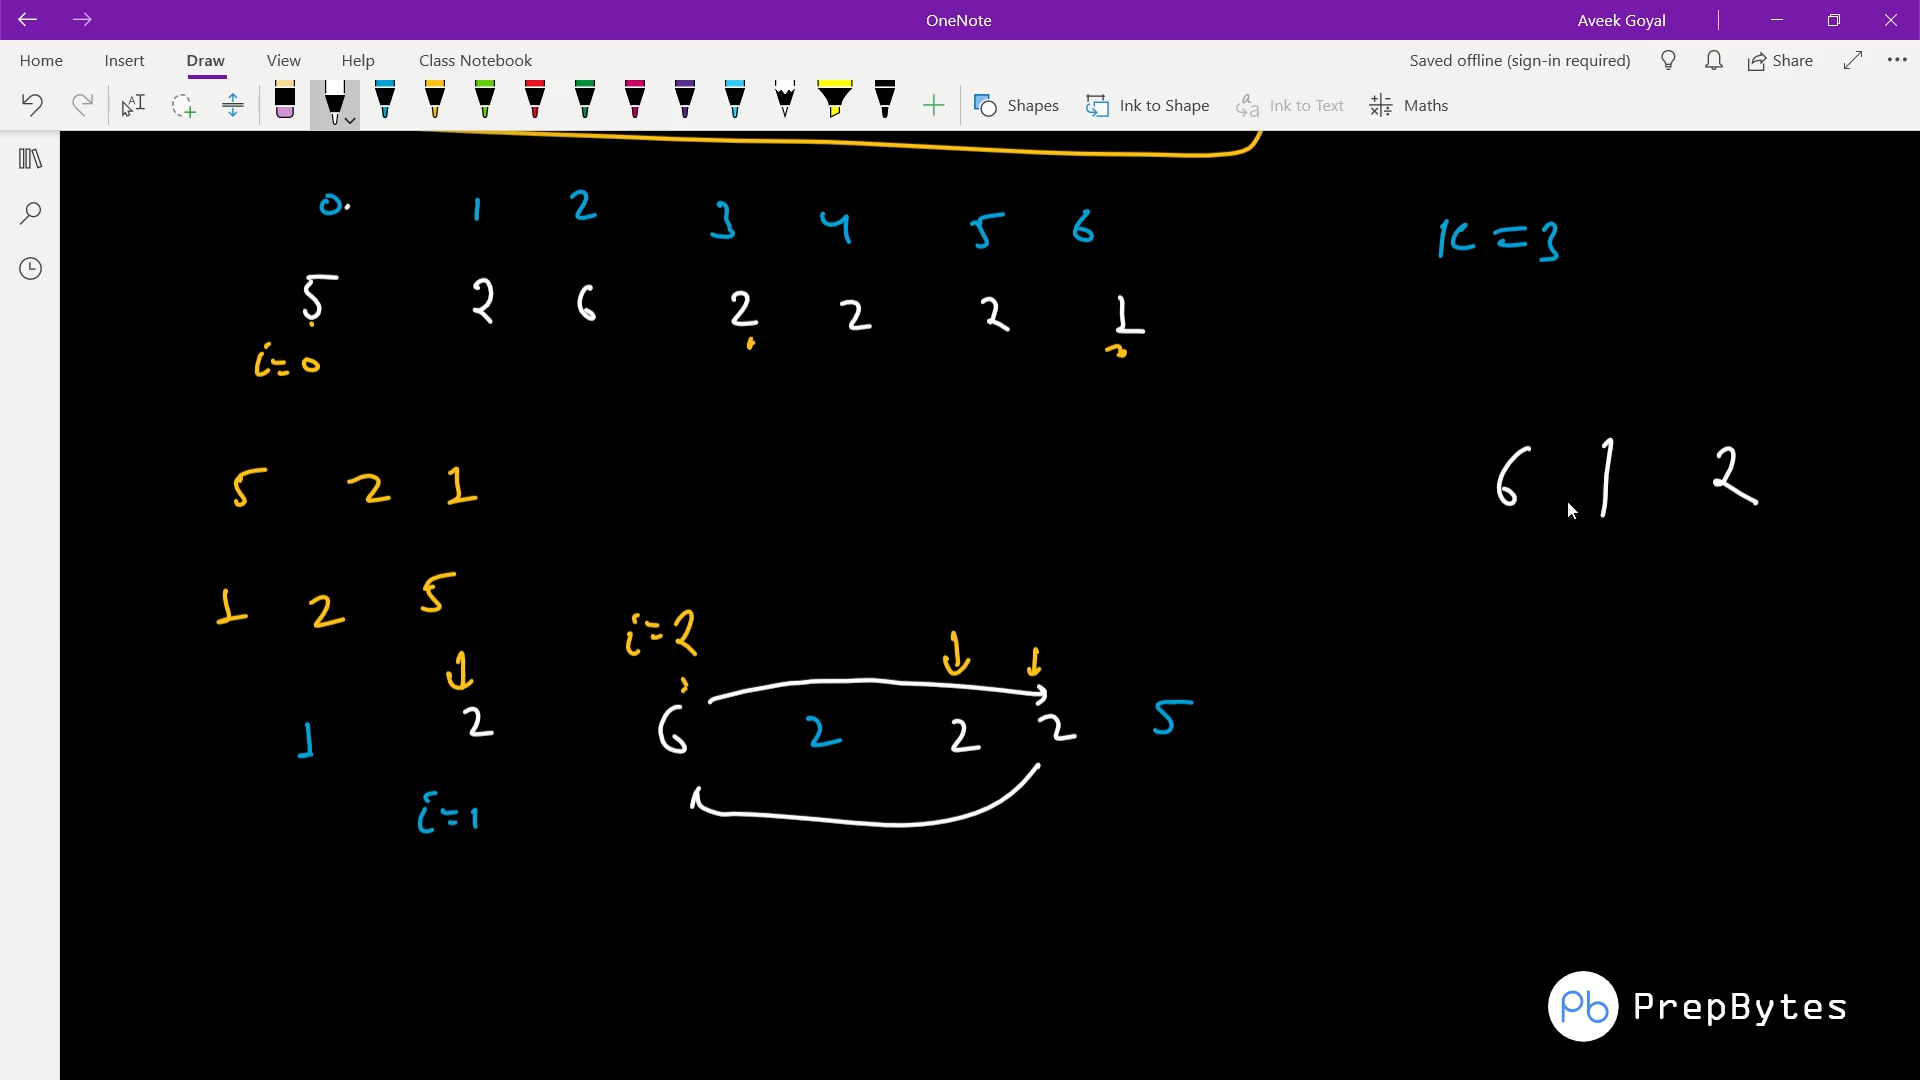 OneNote
Aveek Goyal
Home Insert Draw View Help Class Notebook
Saved offline (sign-in required) Share
Shapes Ink to Shape Ink to Text Maths
0. 1 2 3 4 5 6
K = 3
5 2 6 2 2 2 1
i=0
6 1 2
5 2 1
1 2 5
i=2
1 2 6 2 2 2 5
i=1
Pb PrepBytes